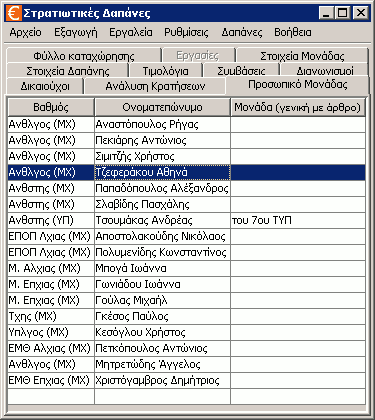 Στρατιωτικές Δαπάνες
Αρχείο Εξαγωγή Εργαλεία Ρυθμίσεις Δαπάνες Βοήθεια
Φύλλο καταχώρησης Εργασίες Στοιχεία Μονάδας
Στοιχεία Δαπάνης Τιμολόγια Συμβάσεις Διαγωνισμοί
Δικαιούχοι Ανάλυση Κρατήσεων Προσωπικό Μονάδας
Βαθμός Ονοματεπώνυμο Μονάδα (γενική με άρθρο)
Ανθλγος (ΜΧ) Αναστόπουλος Ρήγας
Ανθλγος (ΜΧ) Πεκιάρης Αντώνιος
Ανθλγος (ΜΧ) Σιμιτζής Χρήστος
Ανθλγος (ΜΧ) Τζεφεράκου Αθηνά
Ανθστης (ΜΧ) Παπαδόπουλος Αλέξανδρος
Ανθστης (ΜΧ) Σλαβίδης Πασχάλης
Ανθστης (ΥΠ) Τσουμάκας Ανδρέας του 7ου ΤΥΠ
ΕΠΟΠ Λχιας (ΜΧ) Αποστολακούδης Νικόλαος
ΕΠΟΠ Λχιας (ΜΧ) Πολυμενίδης Κωνσταντίνος
Μ. Αλχιας (ΜΧ) Μπογά Ιωάννα
Μ. Επχιας (ΜΧ) Γωνιάδου Ιωάννα
Μ. Επχιας (ΜΧ) Γούλας Μιχαήλ
Τχης (ΜΧ) Γκέσος Παύλος
Υπλγος (ΜΧ) Κεσόγλου Χρήστος
ΕΜΘ Αλχιας (ΜΧ) Πετκόπουλος Αντώνιος
Ανθλγος (ΜΧ) Μητρετώδης Άγγελος
ΕΜΘ Επχιας (ΜΧ) Χριστόγαμβρος Δημήτριος